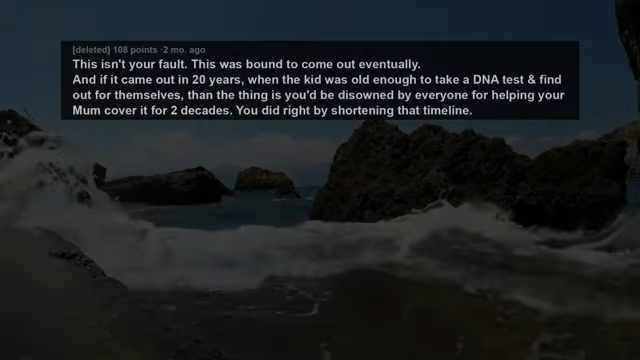 [deleted] 108 points · 2 mo. ago
This isn't your fault. This was bound to come out eventually.
And if it came out in 20 years, when the kid was old enough to take a DNA test & find
out for themselves, than the thing is you'd be disowned by everyone for helping your
Mum cover it for 2 decades. You did right by shortening that timeline.